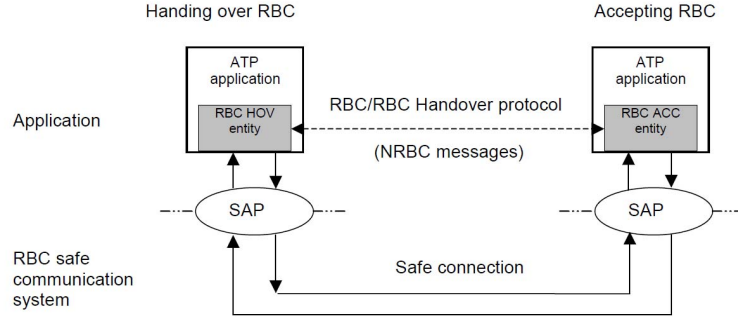 Handing over RBC
Accepting RBC
ATP
application
ATP
application
Application
RBC HOV
entity
RBC/RBC Handover protocol
(NRBC messages)
RBC ACC
entity
SAP
SAP
RBC safe
communication
system
Safe connection